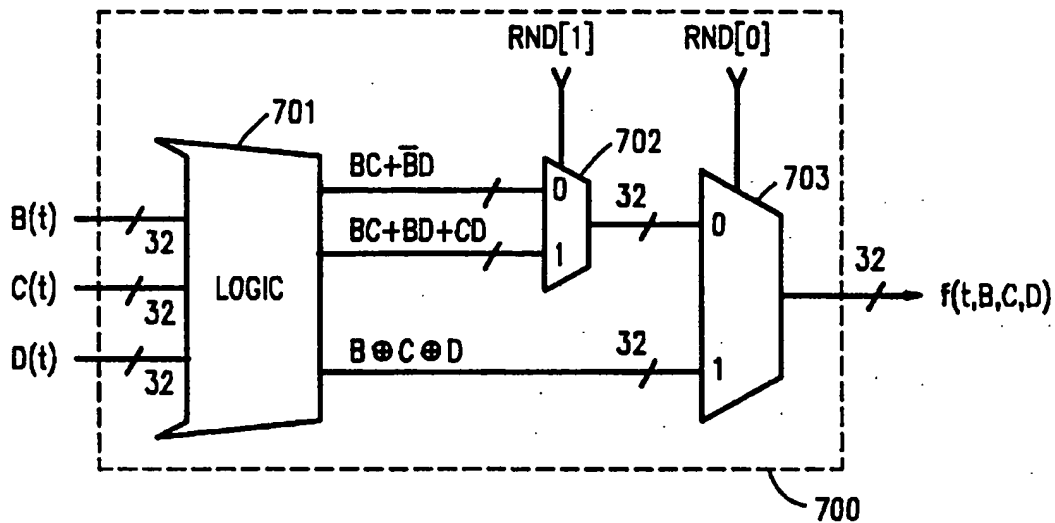 RND[1] RND[0]
701
BC+B̅D
702
703
0
32
0
B(t)
32
BC+BD+CD
1
32
C(t)
32
LOGIC
f(t,B,C,D)
D(t)
32
B⊕C⊕D
32
1
700